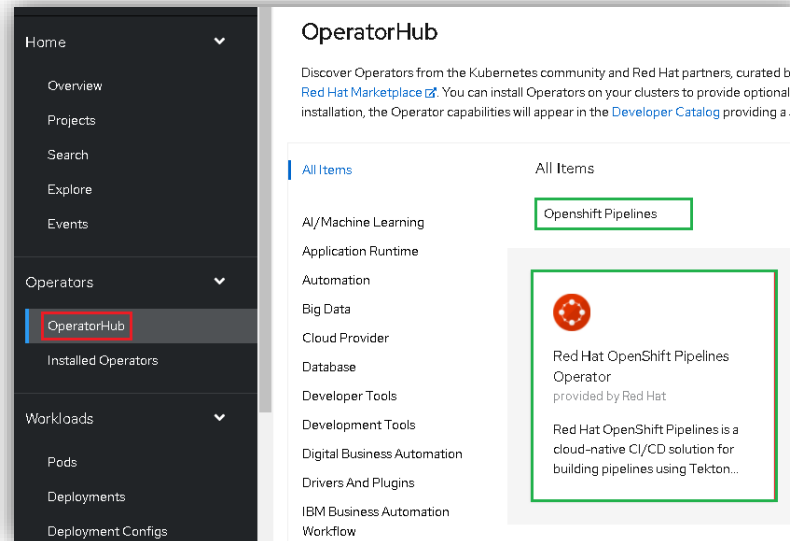 Home
Overview
Projects
Search
Explore
Events
Operators
OperatorHub
Installed Operators
Workloads
Pods
Deployments
Deployment Configs
OperatorHub
Discover Operators from the Kubernetes community and Red Hat partners, curated b
Red Hat Marketplace. You can install Operators on your clusters to provide optional
installation, the Operator capabilities will appear in the Developer Catalog providing a
All Items
AI/Machine Learning
Application Runtime
Automation
Big Data
Cloud Provider
Database
Developer Tools
Development Tools
Digital Business Automation
Drivers And Plugins
IBM Business Automation
Workflow
All Items
Openshift Pipelines
Red Hat OpenShift Pipelines
Operator
provided by Red Hat
Red Hat OpenShift Pipelines is a
cloud-native CI/CD solution for
building pipelines using Tekton...